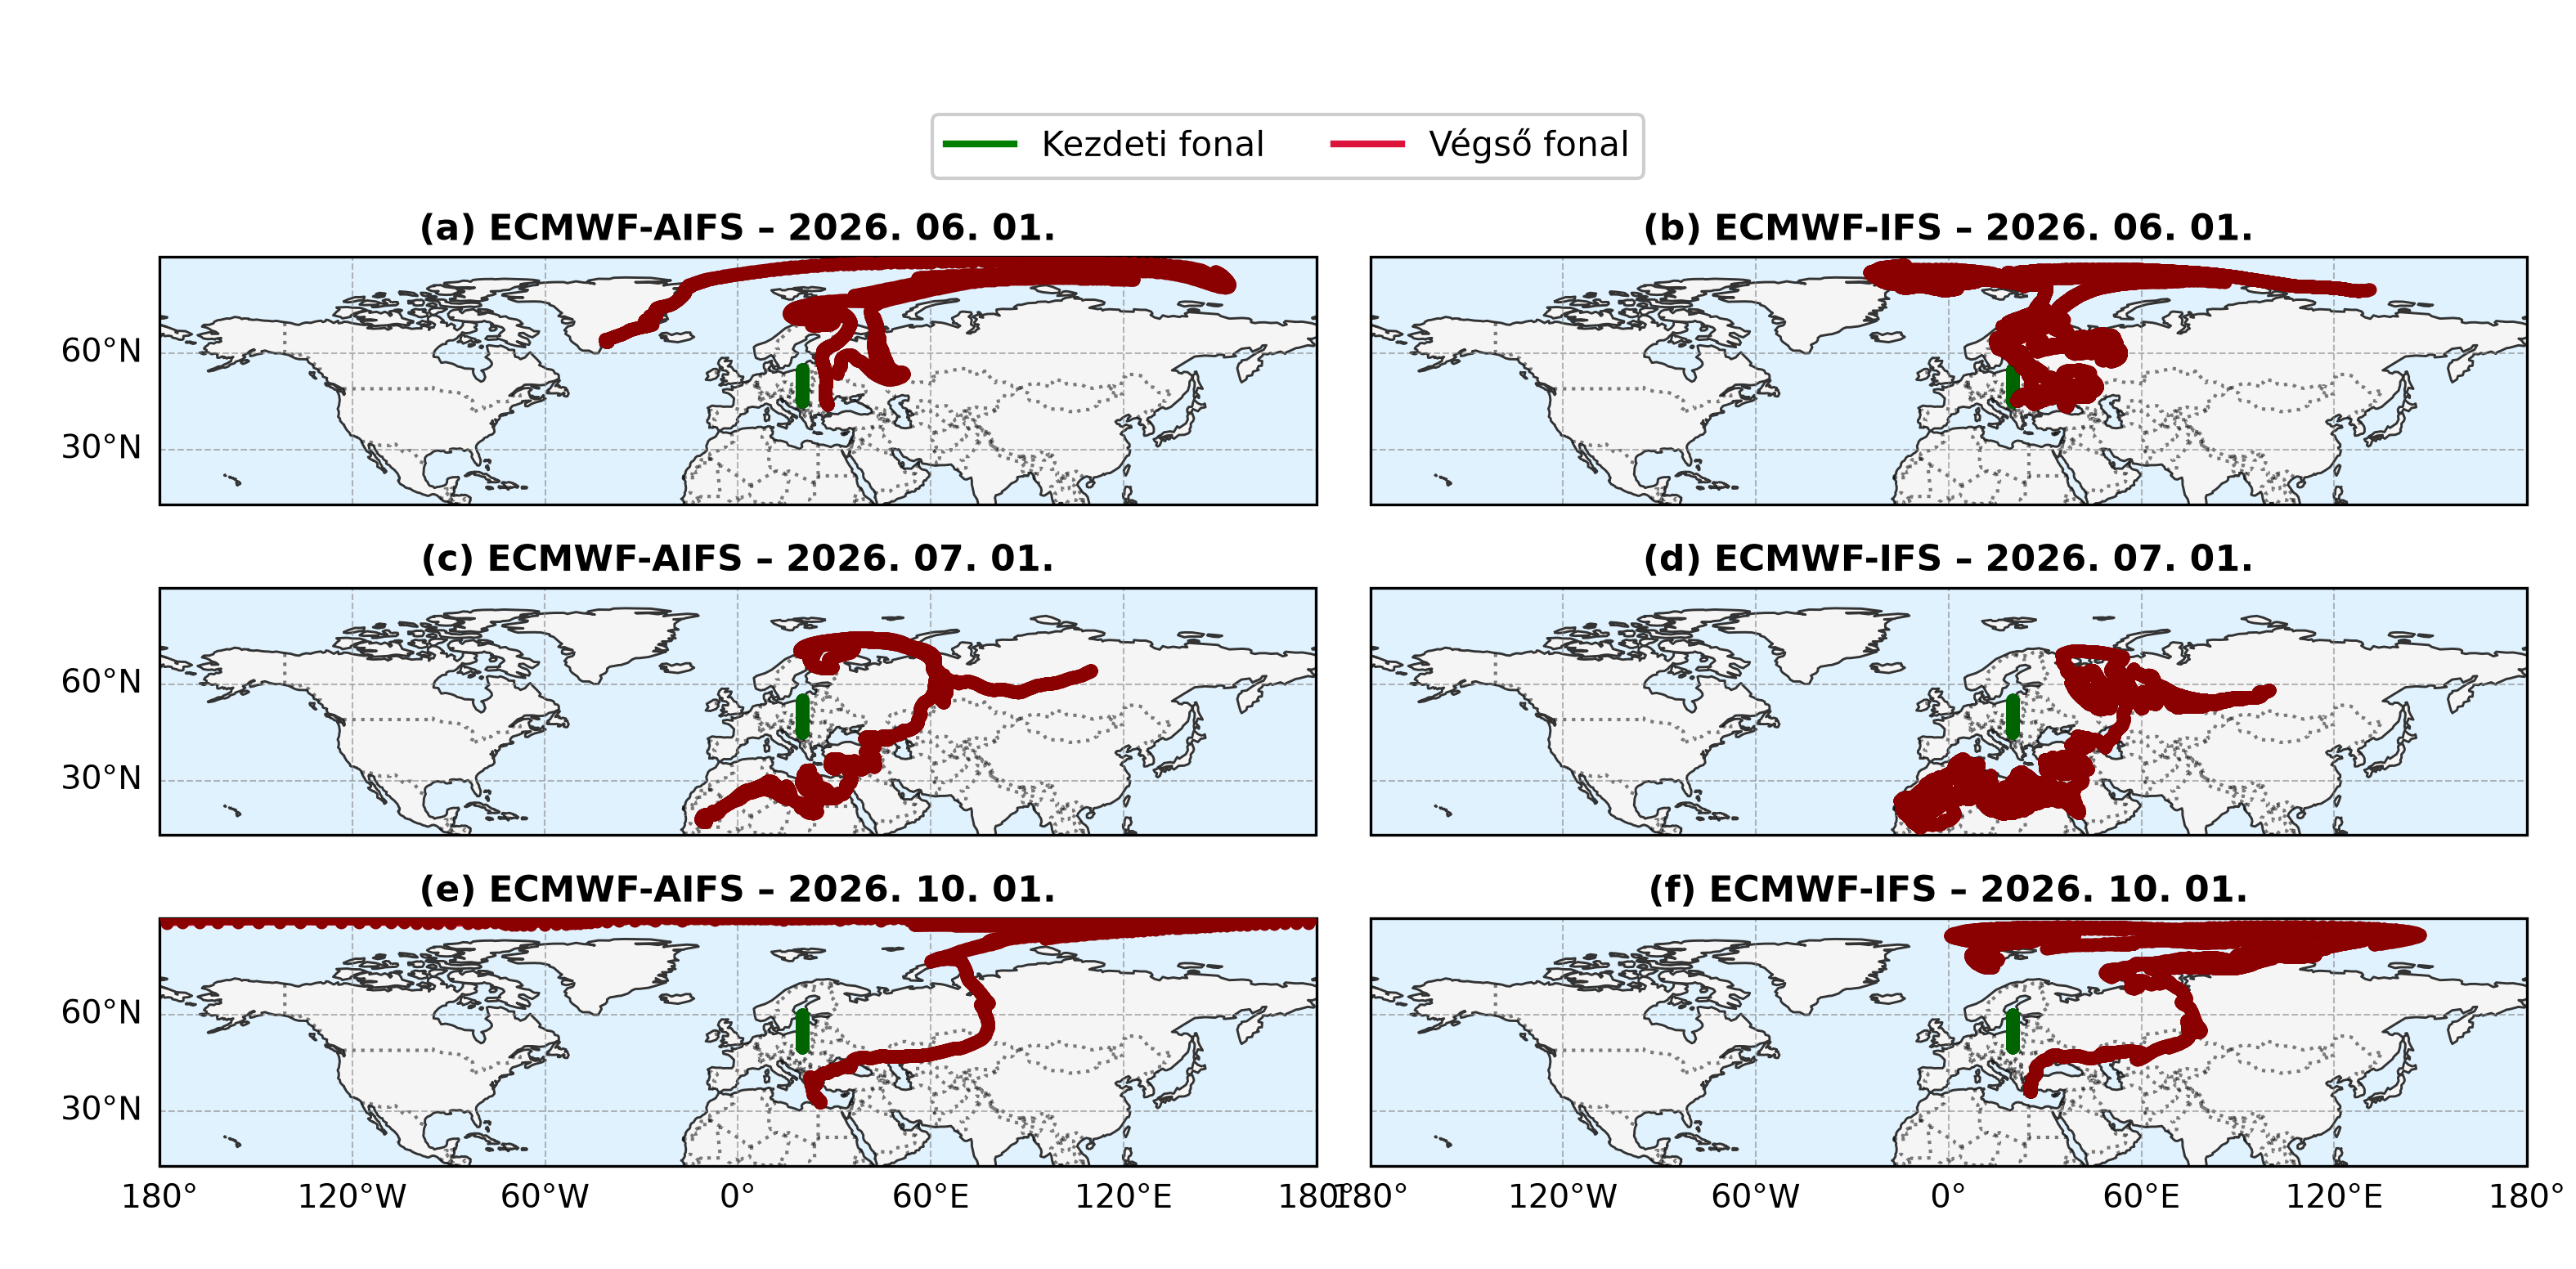 Kezdeti fonal Végső fonal
(a) ECMWF-AIFS – 2026. 06. 01. (b) ECMWF-IFS – 2026. 06. 01.
60°N
30°N
(c) ECMWF-AIFS – 2026. 07. 01. (d) ECMWF-IFS – 2026. 07. 01.
60°N
30°N
(e) ECMWF-AIFS – 2026. 10. 01. (f) ECMWF-IFS – 2026. 10. 01.
60°N
30°N
180° 120°W 60°W 0° 60°E 120°E 180° 180° 120°W 60°W 0° 60°E 120°E 180°